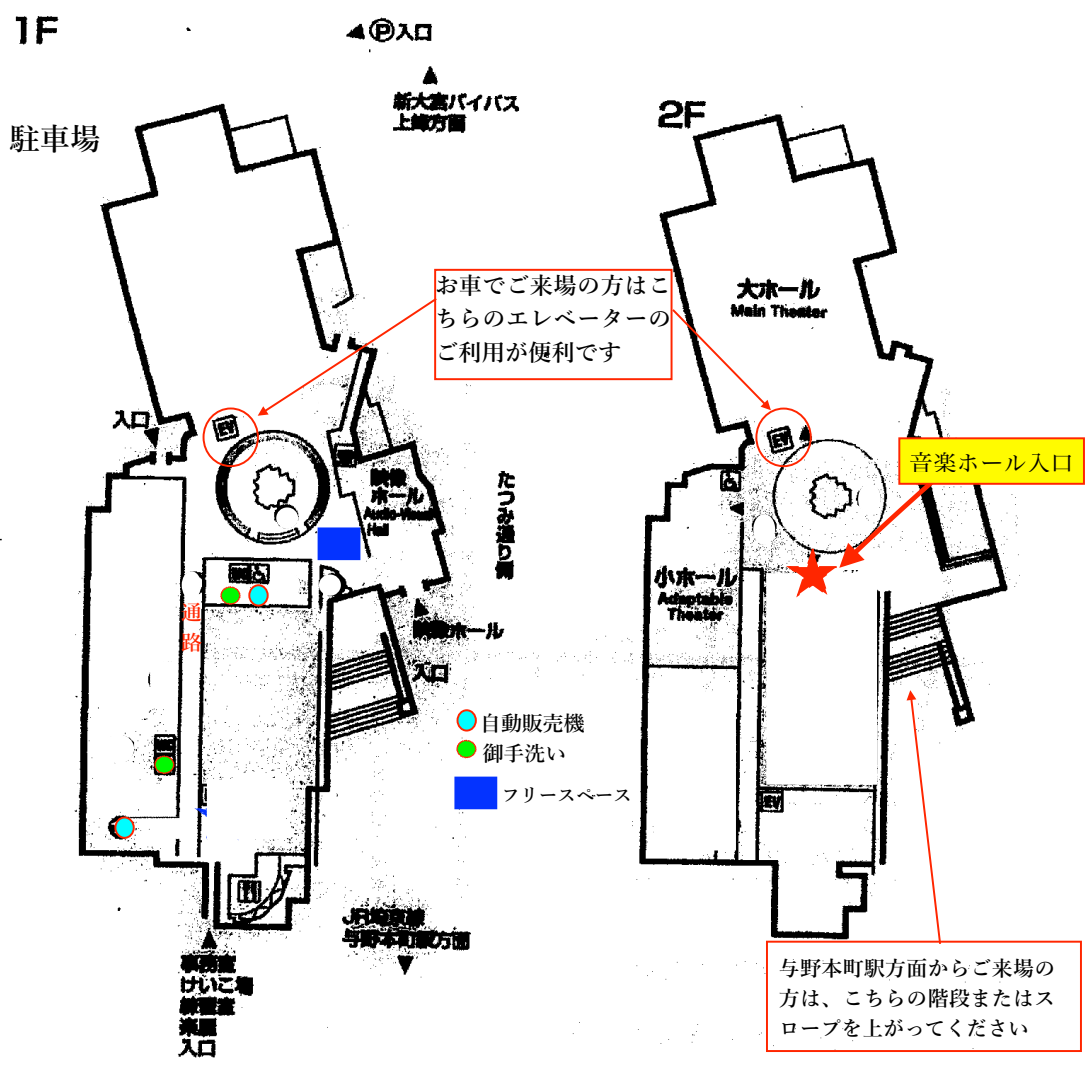 1F
Ⓟ入口
新大宮バイパス
上峰方面
駐車場
2F
お車でご来場の方はこ
ちらのエレベーターの
ご利用が便利です
大ホール
Main Theater
入口
EV
EV
映像
ホール
Audio-Visual
Hall
音楽ホール入口
たつみ通り側
小ホール
Adaptable
Theater
通
路
映像ホール
入口
自動販売機
御手洗い
フリースペース
EV
JR埼京線
与野本町駅方面
事務室
けいこ場
練習室
楽屋
入口
与野本町駅方面からご来場の
方は、こちらの階段またはス
ロープを上がってください